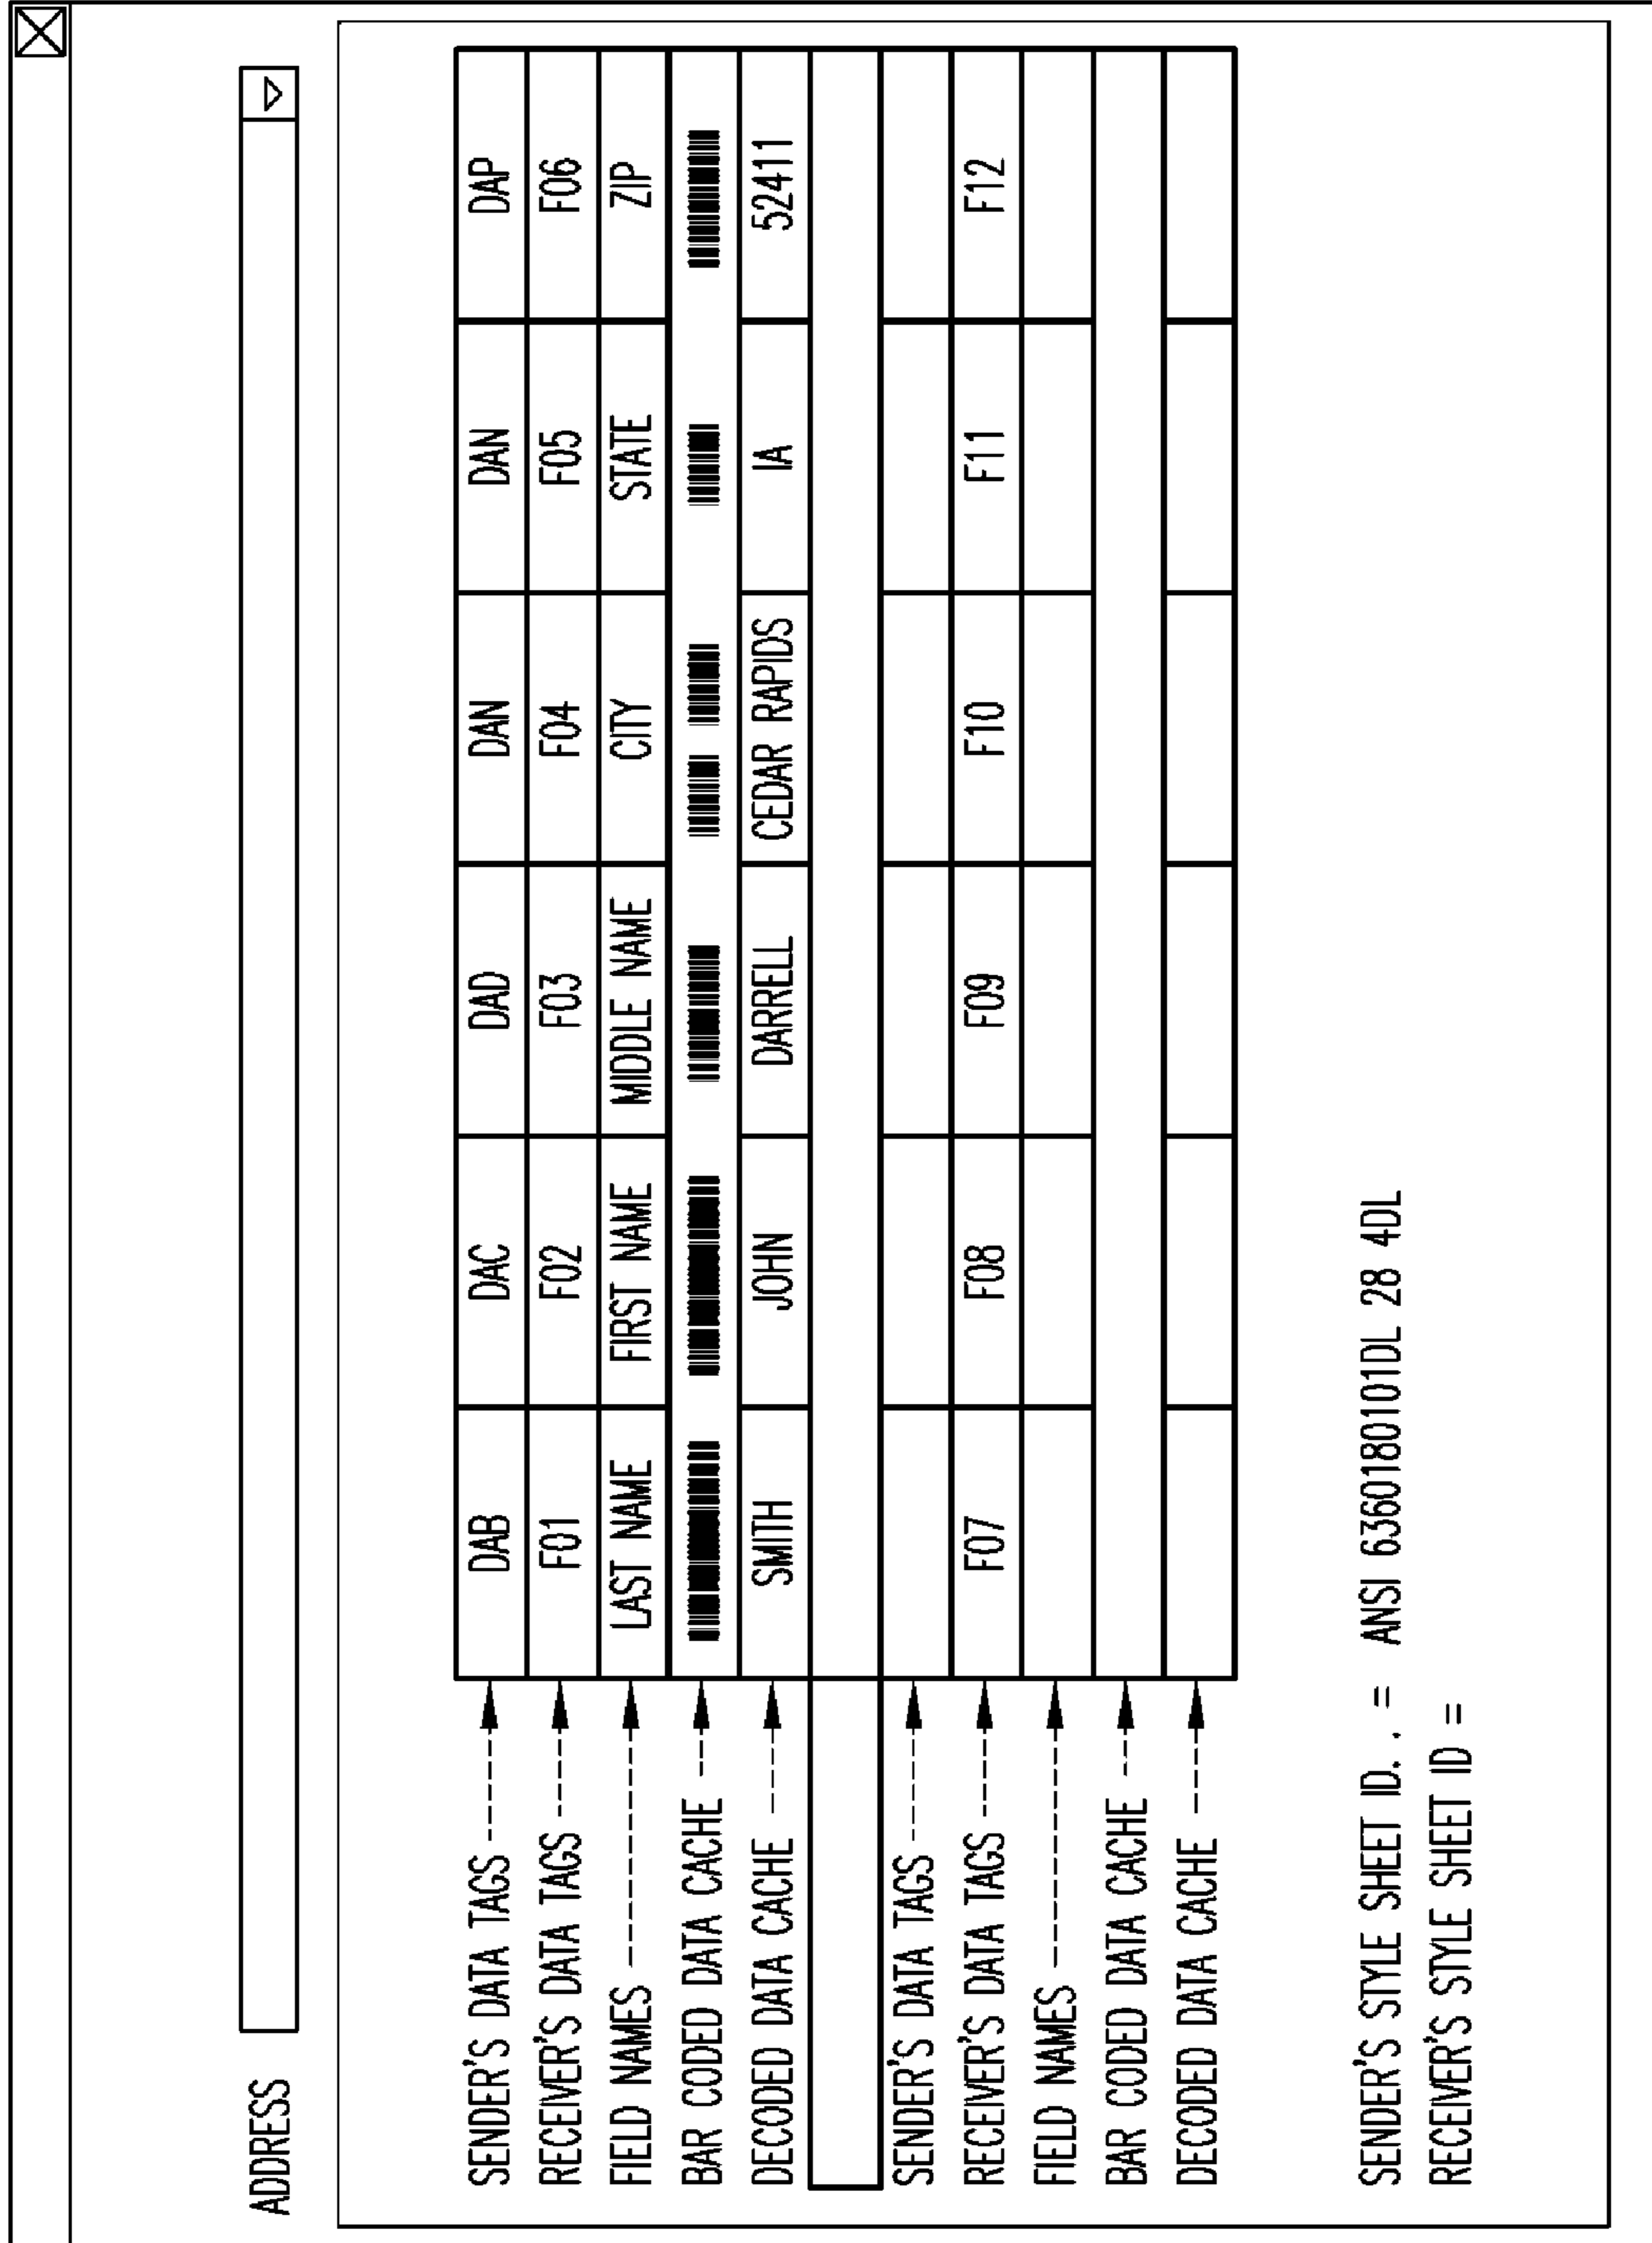 ADDRESS
SENDER'S DATA TAGS DAB DAC DAD DAN DAN DAP
RECEIVER'S DATA TAGS F01 F02 F03 F04 F05 F06
FIELD NAMES LAST NAME FIRST NAME MIDDLE NAME CITY STATE ZIP
BAR CODED DATA CACHE
DECODED DATA CACHE SMITH JOHN DARRELL CEDAR RAPIDS IA 52411
SENDER'S DATA TAGS
RECEIVER'S DATA TAGS F07 F08 F09 F10 F11 F12
FIELD NAMES
BAR CODED DATA CACHE
DECODED DATA CACHE
SENDER'S STYLE SHEET ID. . = ANSI 6360180101DL 28 4DL
RECEIVER'S STYLE SHEET ID =